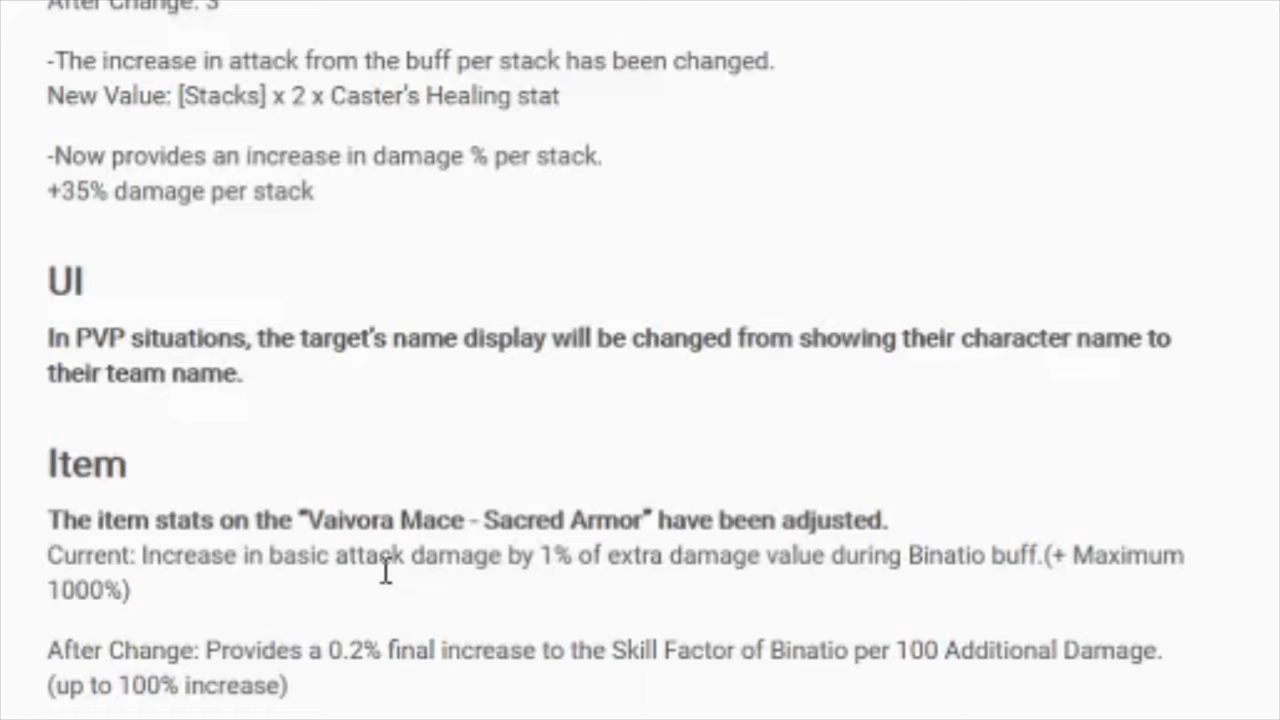 After Change: 3
-The increase in attack from the buff per stack has been changed.
New Value: [Stacks] x 2 x Caster's Healing stat
-Now provides an increase in damage % per stack.
+35% damage per stack
UI
In PVP situations, the target's name display will be changed from showing their character name to
their team name.
Item
The item stats on the "Vaivora Mace - Sacred Armor" have been adjusted.
Current: Increase in basic attack damage by 1% of extra damage value during Binatio buff.(+ Maximum
1000%)
After Change: Provides a 0.2% final increase to the Skill Factor of Binatio per 100 Additional Damage.
(up to 100% increase)